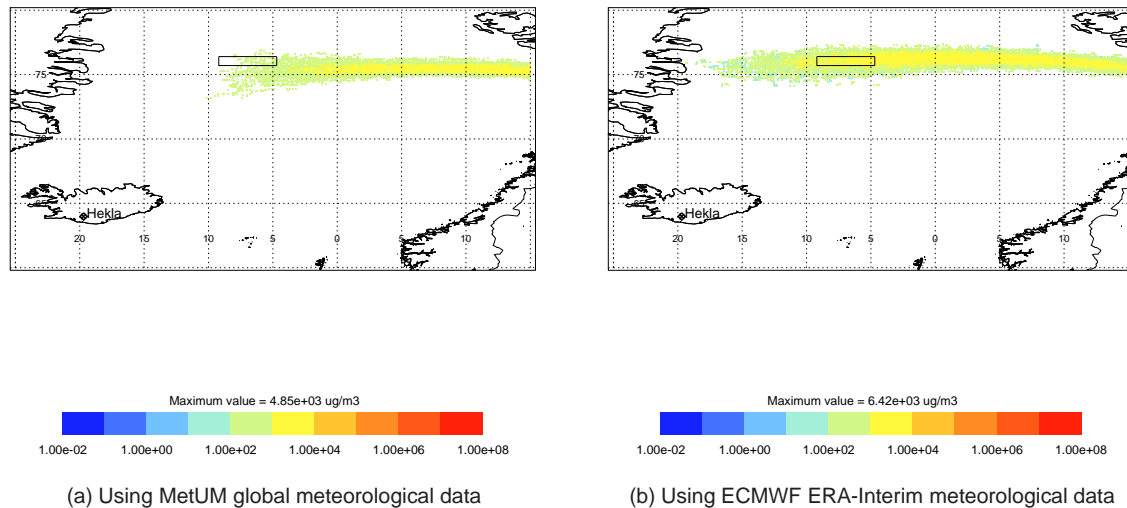 75
70
65
Hekla
20
15
10
5
0
5
10
Maximum value = 4.85e+03 ug/m3
1.00e-02 1.00e+00 1.00e+02 1.00e+04 1.00e+06 1.00e+08
(a) Using MetUM global meteorological data
75
70
65
Hekla
20
15
10
5
0
5
10
Maximum value = 6.42e+03 ug/m3
1.00e-02 1.00e+00 1.00e+02 1.00e+04 1.00e+06 1.00e+08
(b) Using ECMWF ERA-Interim meteorological data